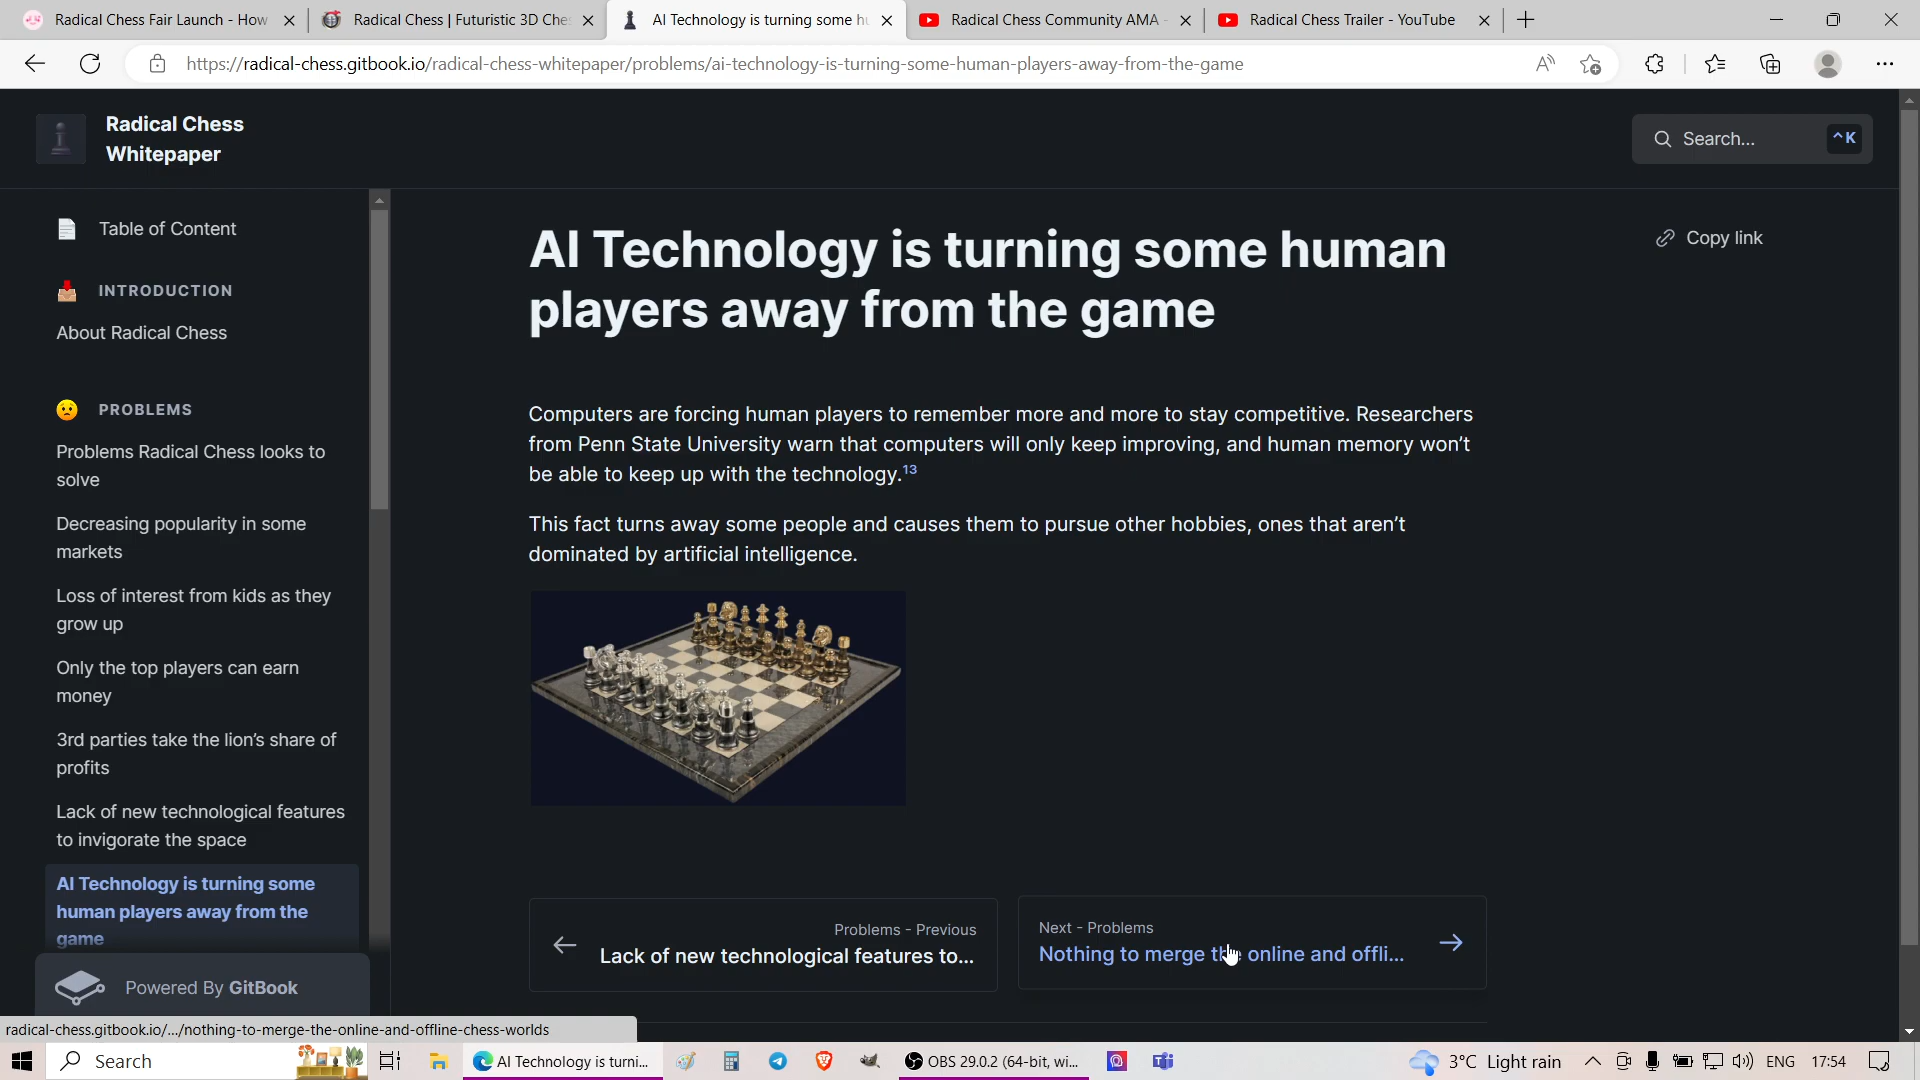 Radical Chess Fair Launch - How
Radical Chess | Futuristic 3D Che
AI Technology is turning some h
Radical Chess Community AMA -
Radical Chess Trailer - YouTube
https://radical-chess.gitbook.io/radical-chess-whitepaper/problems/ai-technology-is-turning-some-human-players-away-from-the-game
Radical Chess
Whitepaper
Search...
^K
Table of Content
INTRODUCTION
About Radical Chess
PROBLEMS
Problems Radical Chess looks to
solve
Decreasing popularity in some
markets
Loss of interest from kids as they
grow up
Only the top players can earn
money
3rd parties take the lion's share of
profits
Lack of new technological features
to invigorate the space
AI Technology is turning some
human players away from the
game
Powered By GitBook
AI Technology is turning some human
players away from the game
Copy link
Computers are forcing human players to remember more and more to stay competitive. Researchers
from Penn State University warn that computers will only keep improving, and human memory won't
be able to keep up with the technology.¹³
This fact turns away some people and causes them to pursue other hobbies, ones that aren't
dominated by artificial intelligence.
Problems - Previous
Lack of new technological features to...
Next - Problems
Nothing to merge the online and offli...
radical-chess.gitbook.io/.../nothing-to-merge-the-online-and-offline-chess-worlds
Search
AI Technology is turni...
OBS 29.0.2 (64-bit, wi...
3°C Light rain
ENG
17:54